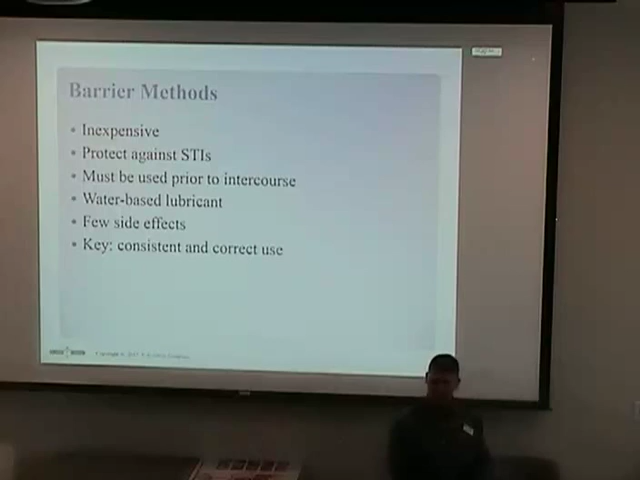 Barrier Methods
• Inexpensive
• Protect against STIs
• Must be used prior to intercourse
• Water-based lubricant
• Few side effects
• Key: consistent and correct use